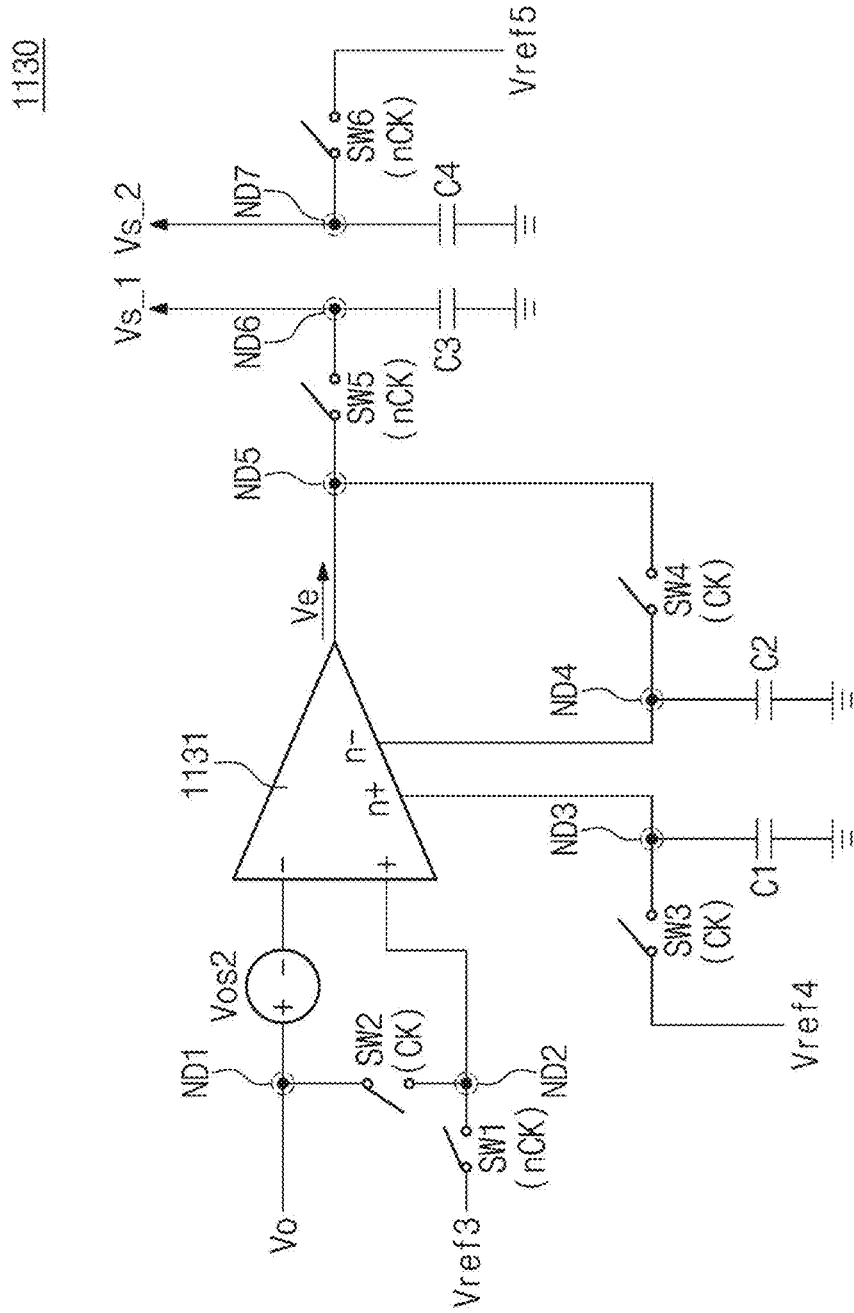 1130
Vs_1
Vs_2
ND6
ND7
ND5
SW5
(nCK)
SW6
(nCK)
C3
C4
Vref5
Ve
1131
Vos2
+
-
-
+
n+
n-
ND1
Vo
SW2
(CK)
ND2
SW1
(nCK)
Vref3
ND3
ND4
SW3
(CK)
SW4
(CK)
C1
C2
Vref4